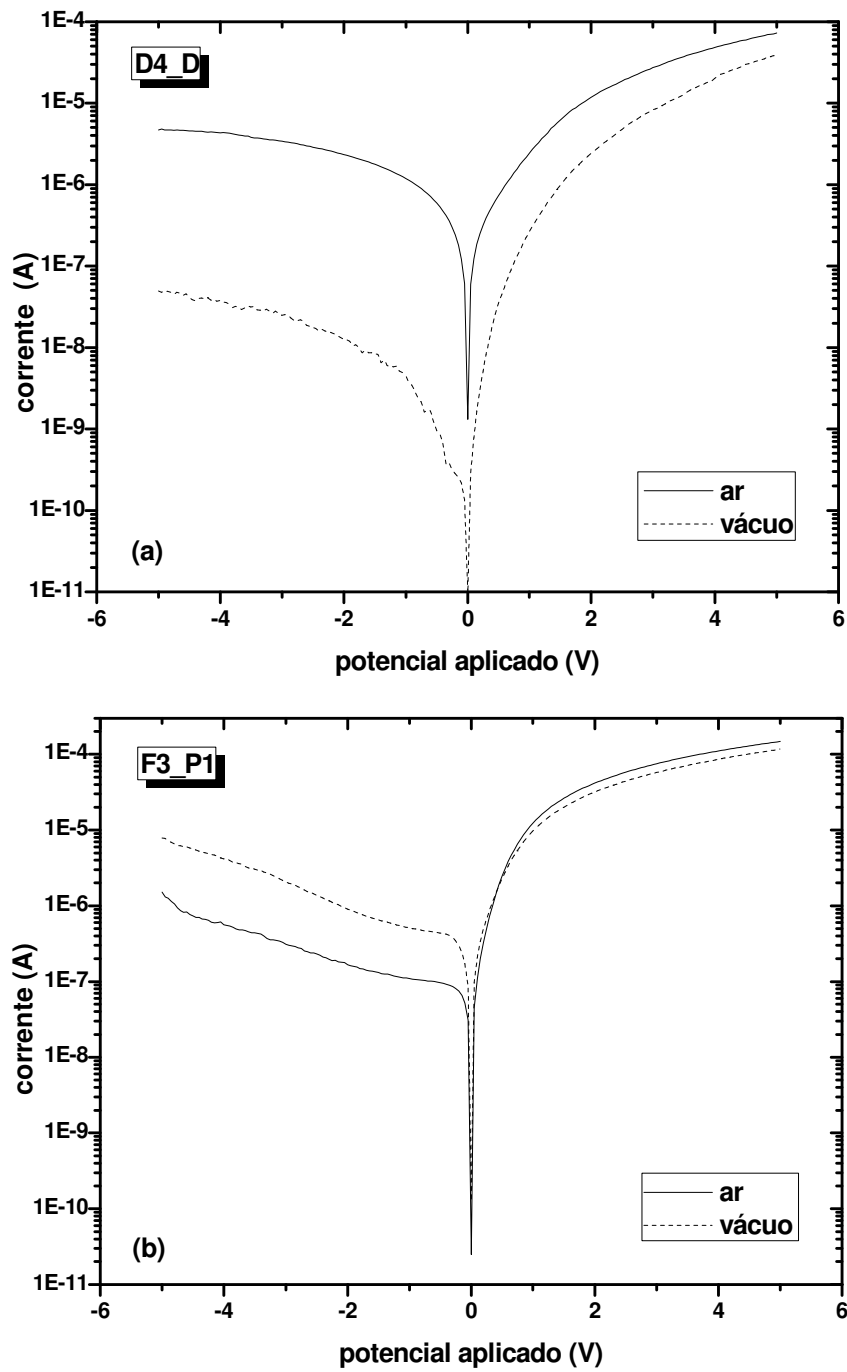 1E-4
D4_D
1E-5
1E-6
1E-7
1E-8
1E-9
1E-10
1E-11
corrente (A)
ar
vácuo
(a)
-6 -4 -2 0 2 4 6
potencial aplicado (V)
F3_P1
1E-4
1E-5
1E-6
1E-7
1E-8
1E-9
1E-10
1E-11
corrente (A)
ar
vácuo
(b)
-6 -4 -2 0 2 4 6
potencial aplicado (V)